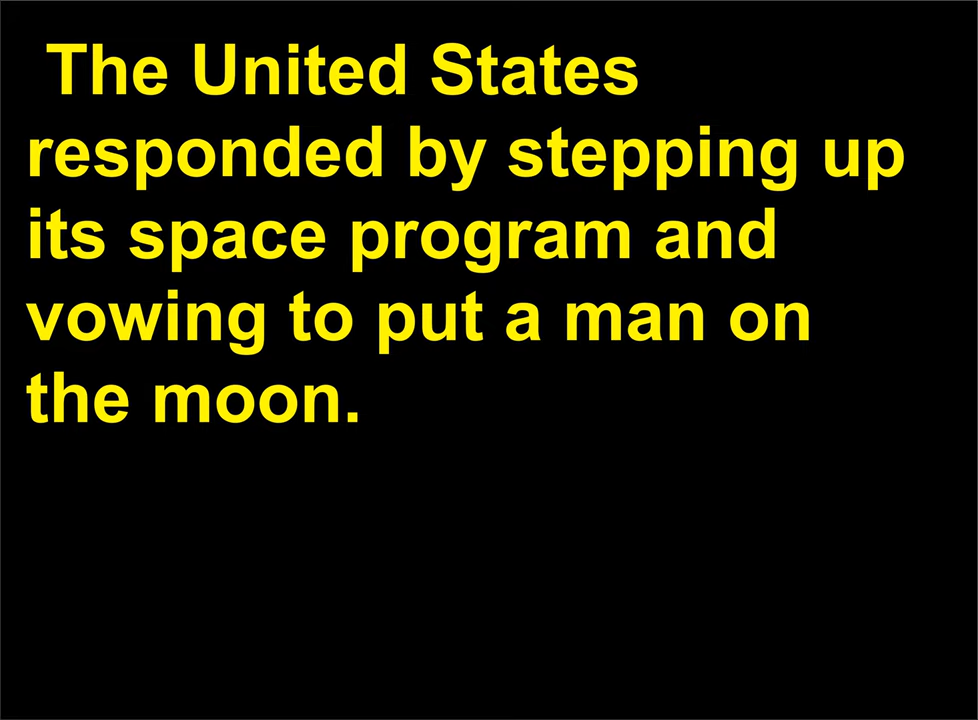 The United States
responded by stepping up
its space program and
vowing to put a man on
the moon.